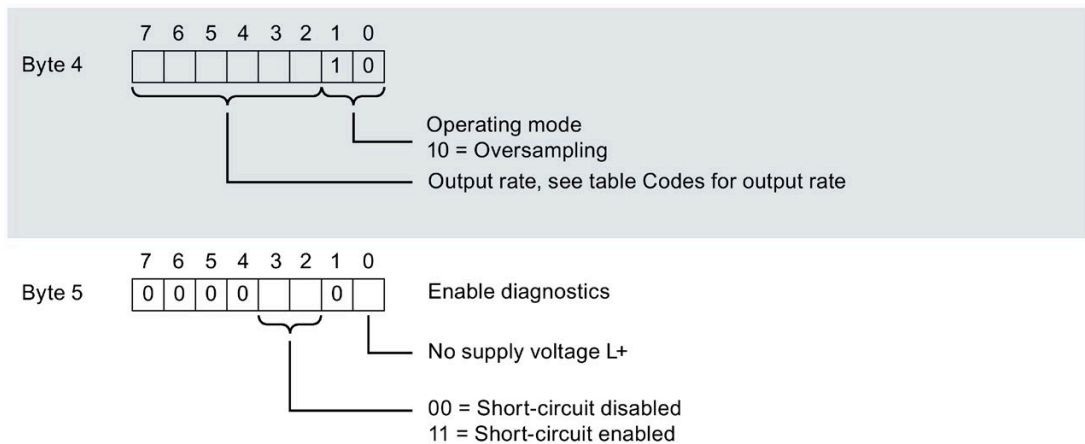 7 6 5 4 3 2 1 0
Byte 4 1 0
Operating mode
10 = Oversampling
Output rate, see table Codes for output rate
7 6 5 4 3 2 1 0
Byte 5 0 0 0 0 0 Enable diagnostics
No supply voltage L+
00 = Short-circuit disabled
11 = Short-circuit enabled